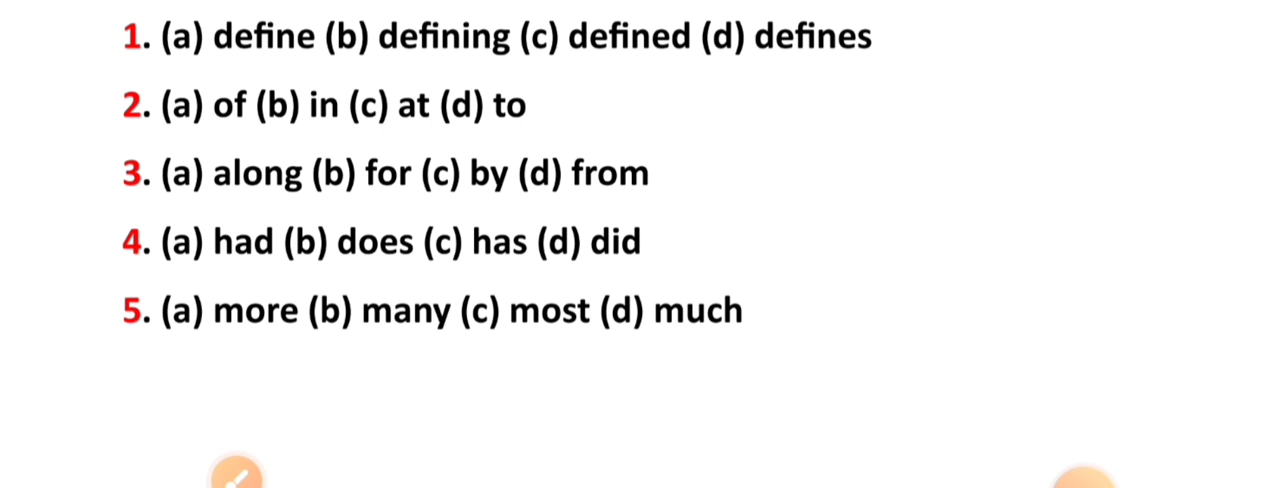 1. (a) define (b) defining (c) defined (d) defines
2. (a) of (b) in (c) at (d) to
3. (a) along (b) for (c) by (d) from
4. (a) had (b) does (c) has (d) did
5. (a) more (b) many (c) most (d) much